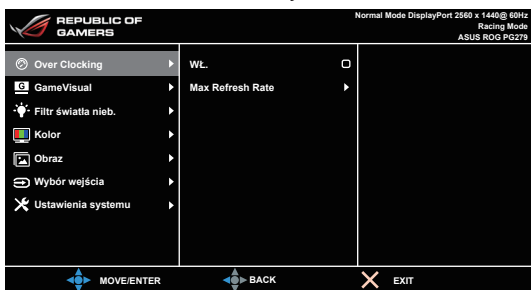 REPUBLIC OF
GAMERS
Normal Mode DisplayPort 2560 x 1440@ 60Hz
Racing Mode
ASUS ROG PG279
Over Clocking
WŁ.
G GameVisual
Max Refresh Rate
Filtr światła nieb.
Kolor
Obraz
Wybór wejścia
Ustawienia systemu
MOVE/ENTER
BACK
EXIT